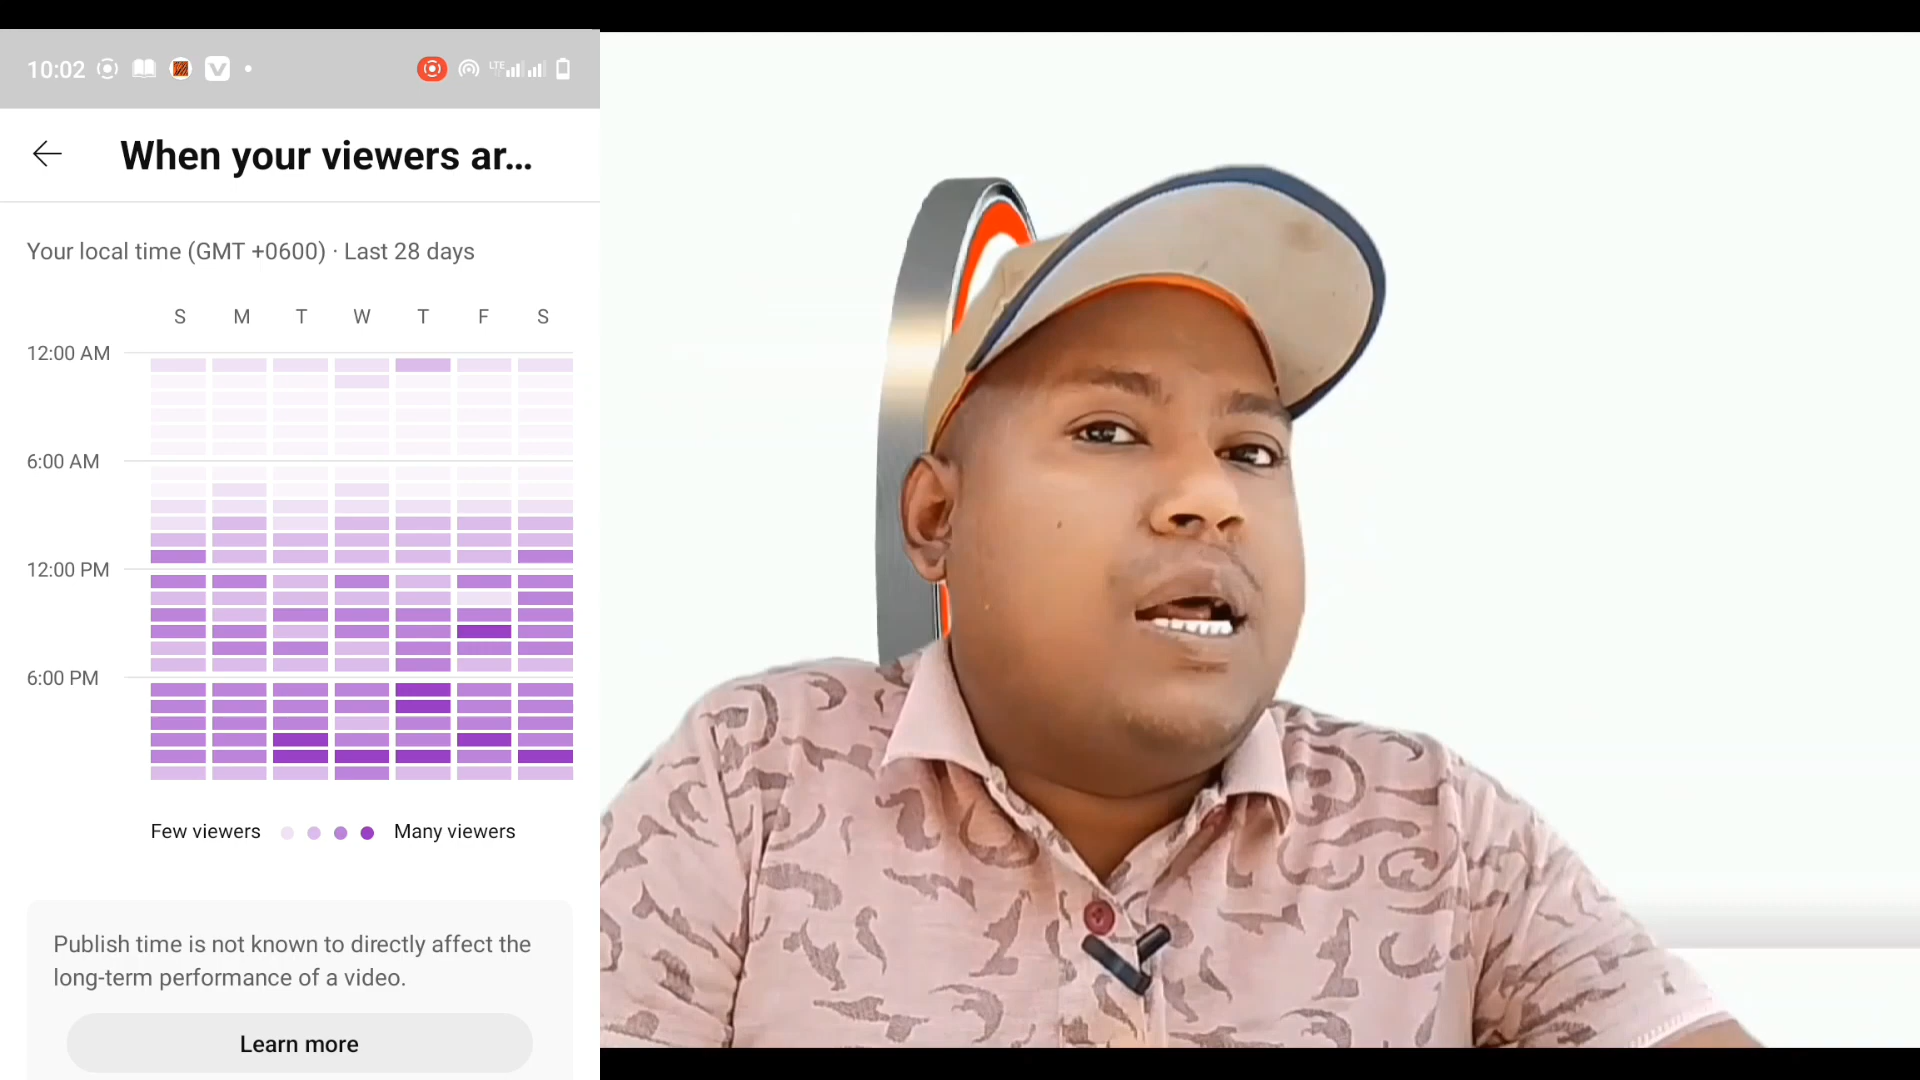 10:02
LTE
When your viewers ar...
Your local time (GMT +0600) · Last 28 days
S M T W T F S
12:00 AM
6:00 AM
12:00 PM
6:00 PM
Few viewers Many viewers
Publish time is not known to directly affect the
long-term performance of a video.
Learn more